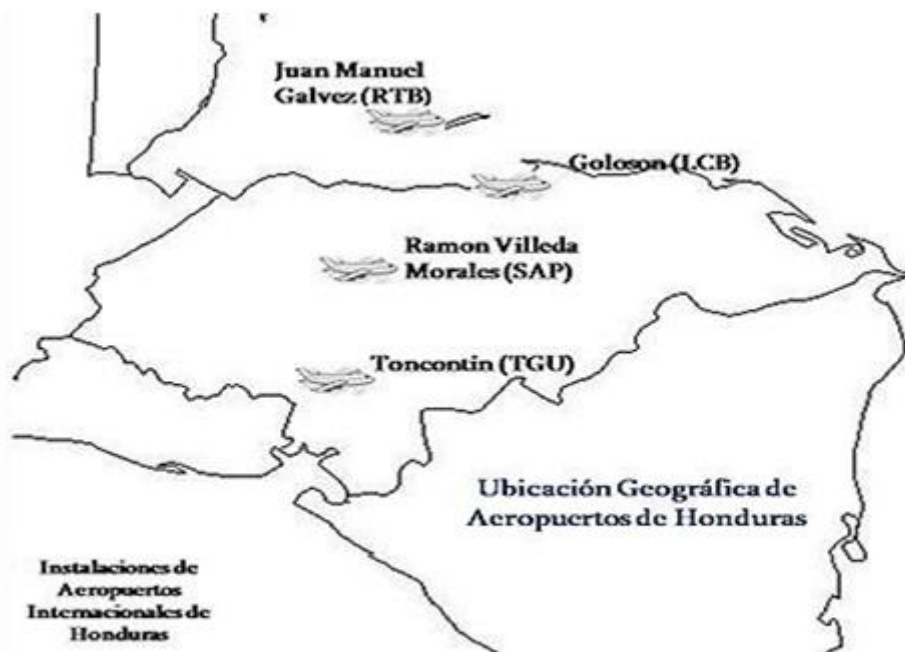 Juan Manuel
Galvez (RTB)
Goloson (LCB)
Ramon Villeda
Morales (SAP)
Toncontín (TGU)
Ubicación Geográfica de
Aeropuertos de Honduras
Instalaciones de
Aeropuertos
Internacionales de
Honduras